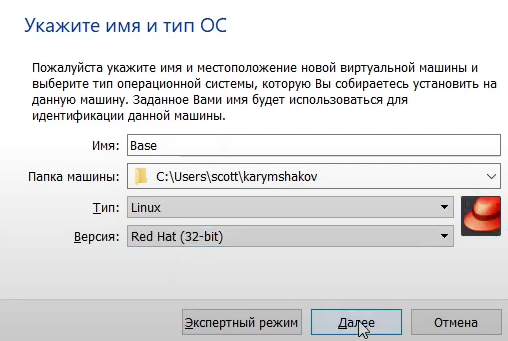 Укажите имя и тип ОС
Пожалуйста укажите имя и местоположение новой виртуальной машины и
выберите тип операционной системы, которую Вы собираетесь установить на
данную машину. Заданное Вами имя будет использоваться для
идентификации данной машины.
Имя: Base
Папка машины: C:\Users\scott\karymshakov
Тип: Linux
Версия: Red Hat (32-bit)
Экспертный режим Далее Отмена